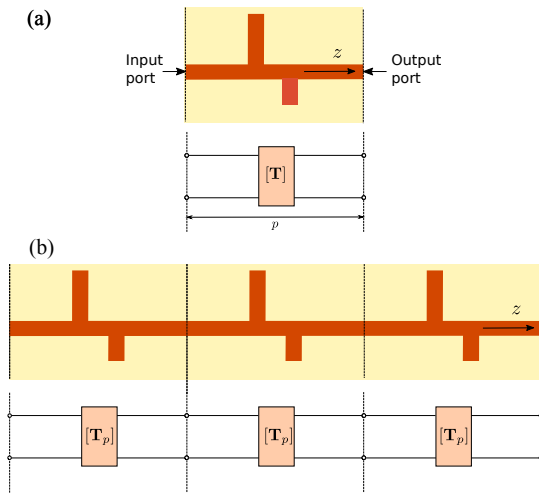 (a)
Input
port
z
Output
port
[T]
p
(b)
z
[Tₚ]
[Tₚ]
[Tₚ]